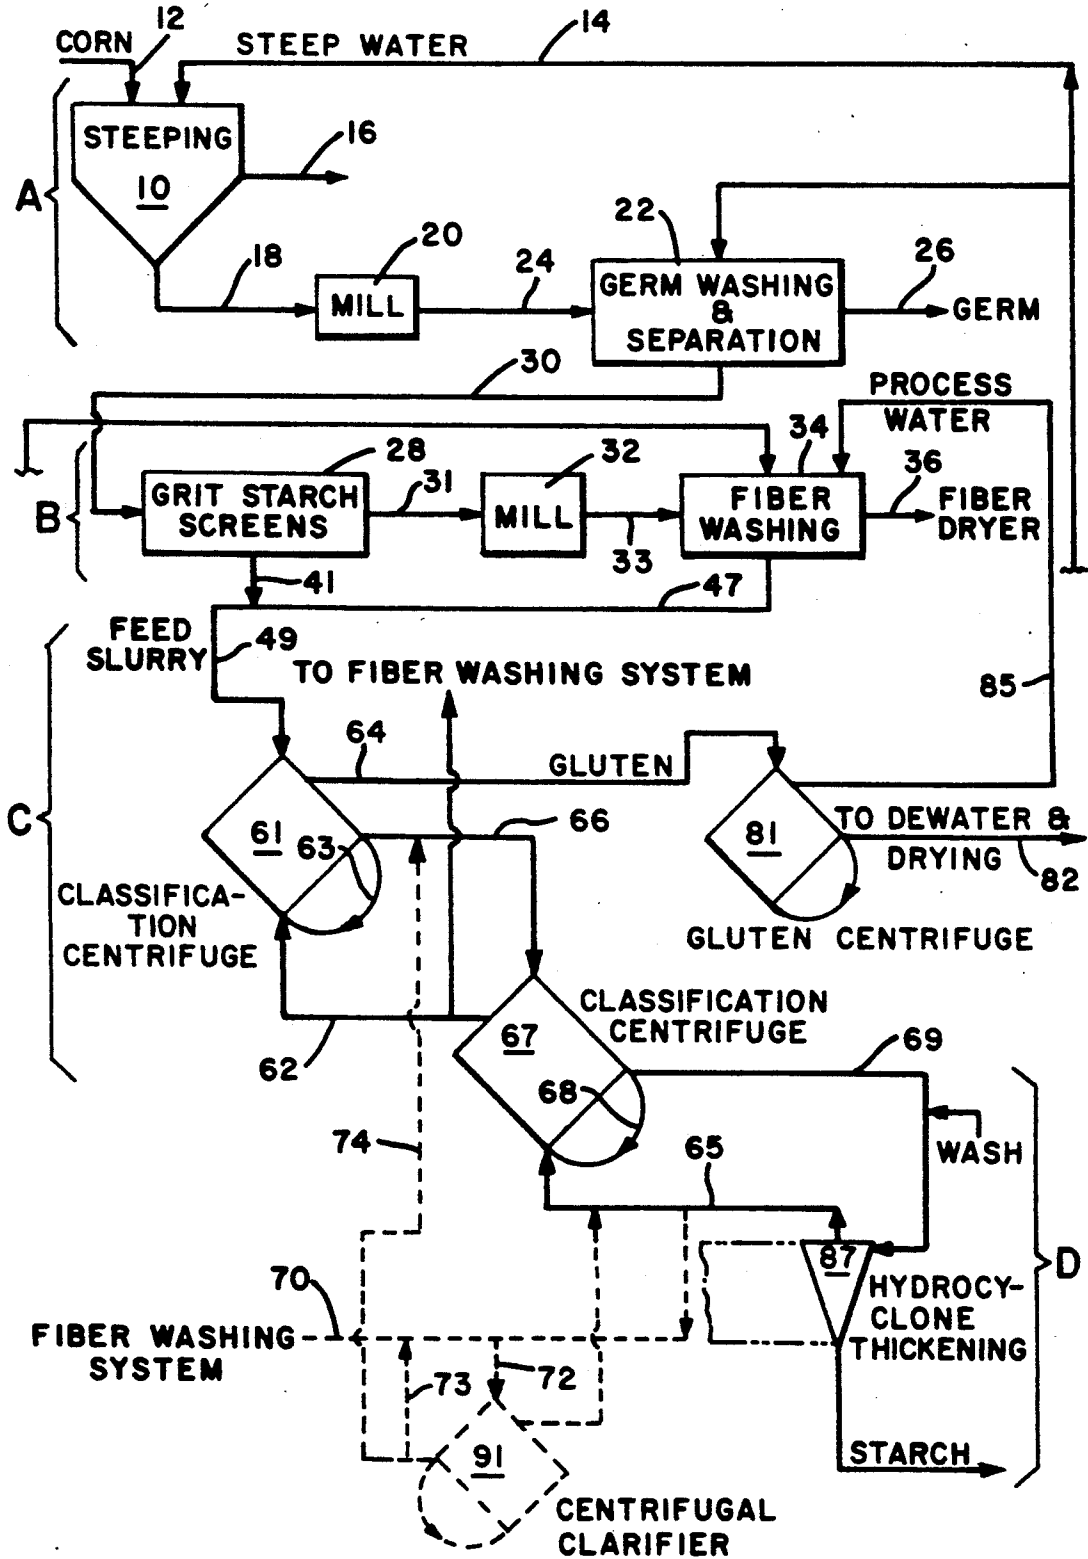 CORN
12
STEEP WATER
14
STEEPING
10
16
A
18
20
MILL
24
22
GERM WASHING
&
SEPARATION
26
GERM
30
PROCESS
WATER
B
28
GRIT STARCH
SCREENS
31
32
MILL
33
34
FIBER
WASHING
36
FIBER
DRYER
41
47
FEED
SLURRY
49
TO FIBER WASHING SYSTEM
85
C
64
GLUTEN
61
63
66
81
TO DEWATER &
DRYING
82
CLASSIFICA-
TION
CENTRIFUGE
GLUTEN CENTRIFUGE
CLASSIFICATION
CENTRIFUGE
67
62
68
69
WASH
74
65
D
87
HYDROCY-
CLONE
THICKENING
70
FIBER WASHING
SYSTEM
72
73
91
STARCH
CENTRIFUGAL
CLARIFIER